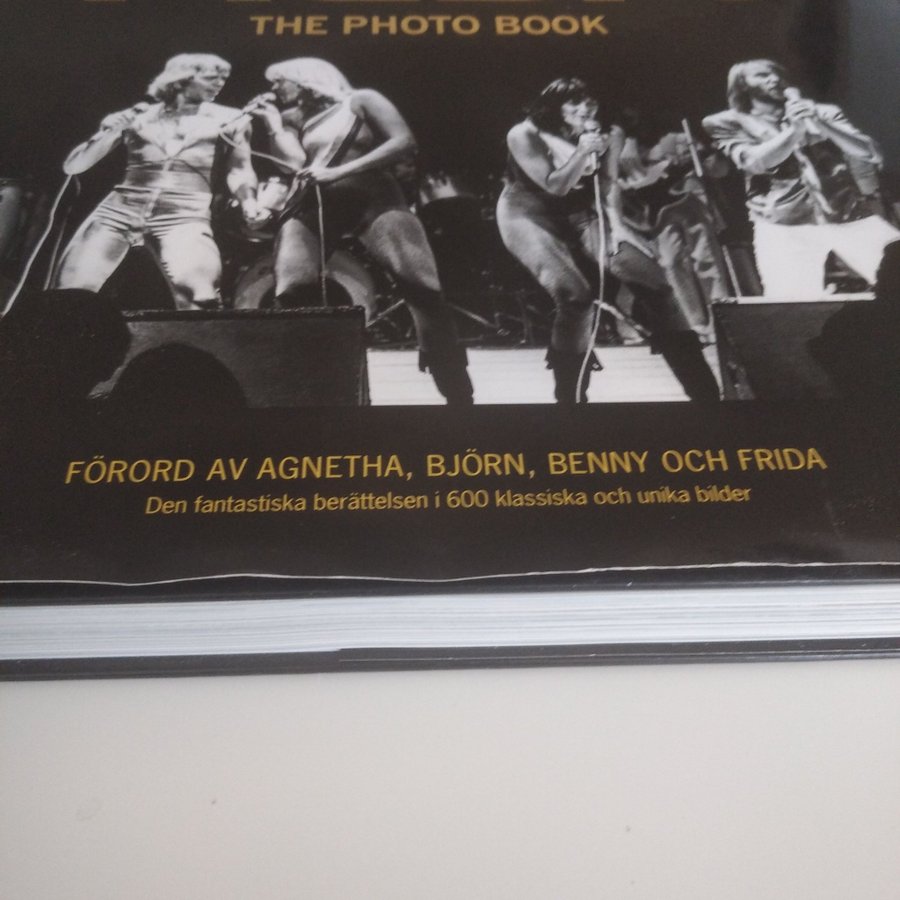 THE PHOTO BOOK
FÖRORD AV AGNETHA, BJÖRN, BENNY OCH FRIDA
Den fantastiska berättelsen i 600 klassiska och unika bilder